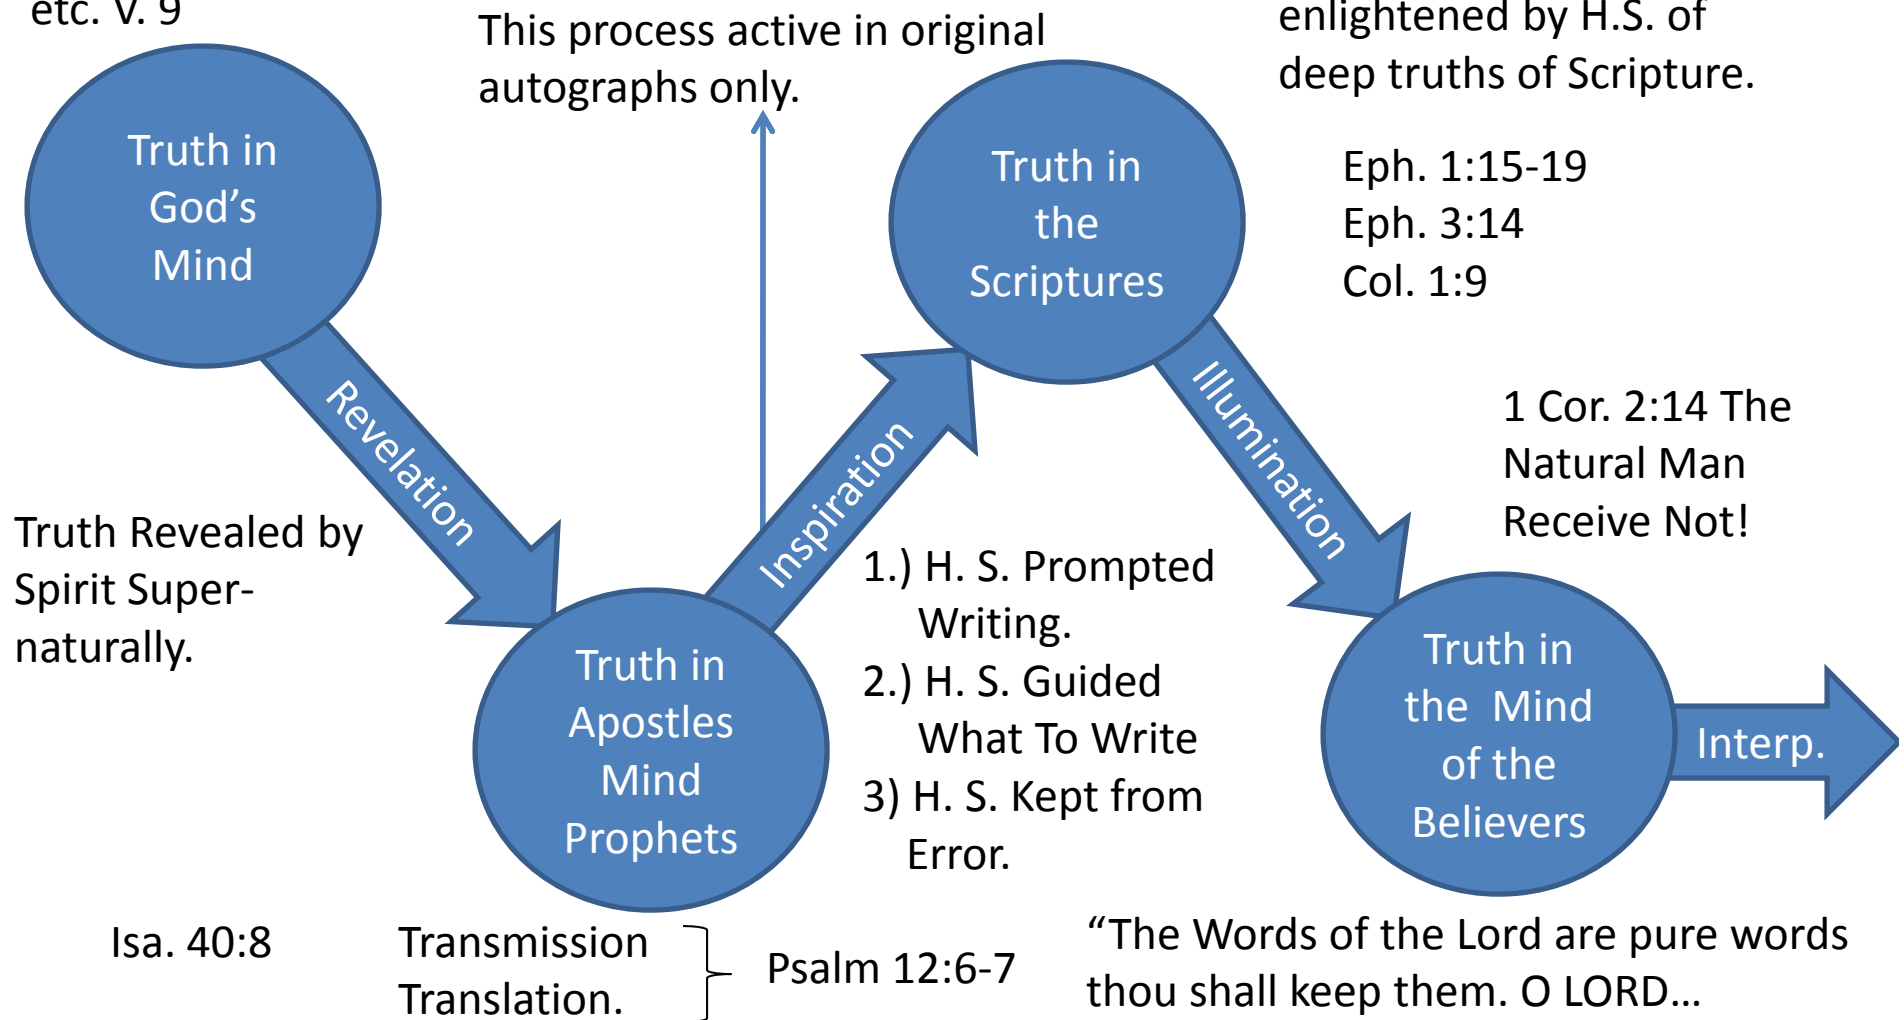 etc. V. 9
This process active in original
autographs only.
enlightened by H.S. of
deep truths of Scripture.
Truth in
God’s
Mind
Truth in
the
Scriptures
Eph. 1:15-19
Eph. 3:14
Col. 1:9
Revelation
Inspiration
Illumination
1 Cor. 2:14 The
Natural Man
Receive Not!
Truth Revealed by
Spirit Super-
naturally.
1.) H. S. Prompted
Writing.
2.) H. S. Guided
What To Write
3) H. S. Kept from
Error.
Truth in
Apostles
Mind
Prophets
Truth in
the  Mind
of the
Believers
Interp.
Isa. 40:8
Transmission
Translation.
Psalm 12:6-7
“The Words of the Lord are pure words
thou shall keep them. O LORD…